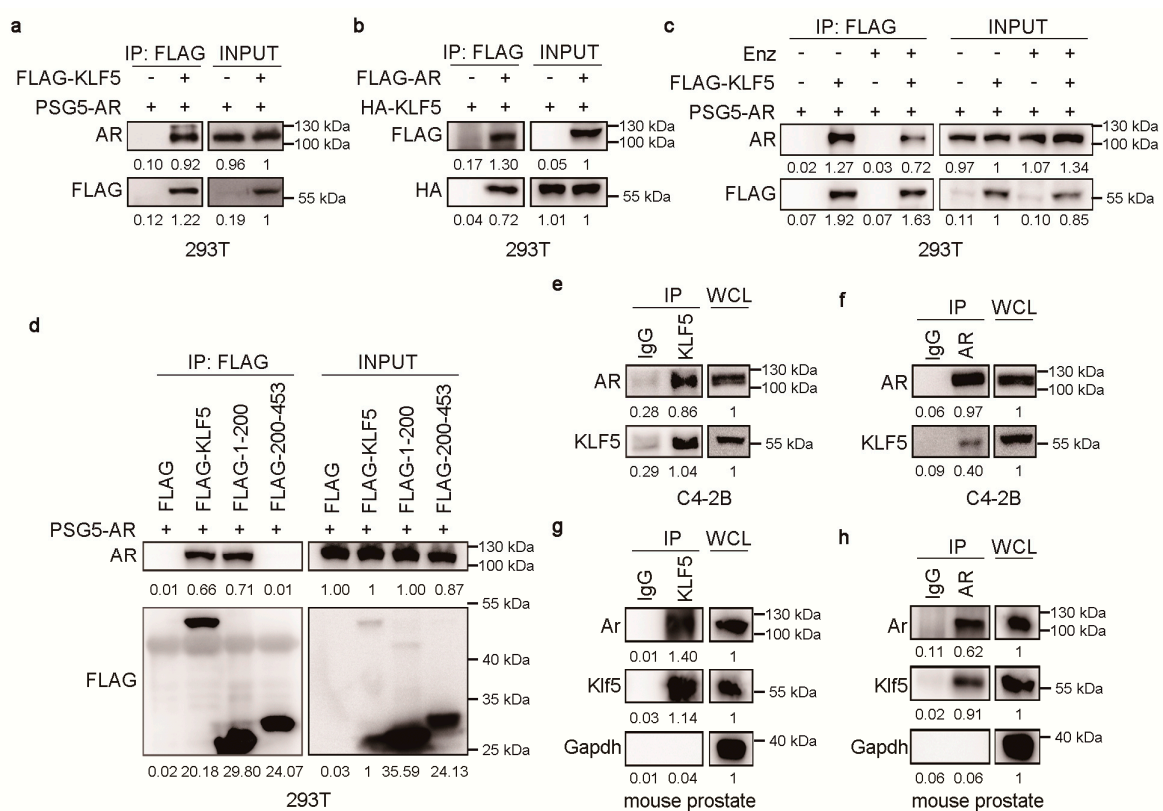 a
IP: FLAG INPUT
FLAG-KLF5 - + - +
PSG5-AR + + + +
AR
130 kDa
100 kDa
0.10 0.92 0.96 1
FLAG
55 kDa
0.12 1.22 0.19 1
293T
b
IP: FLAG INPUT
FLAG-AR - + - +
HA-KLF5 + + + +
FLAG
130 kDa
100 kDa
0.17 1.30 0.05 1
HA
55 kDa
0.04 0.72 1.01 1
293T
c
IP: FLAG INPUT
Enz - - + + - - + +
FLAG-KLF5 - + - + - + - +
PSG5-AR + + + + + + + +
AR
130 kDa
100 kDa
0.02 1.27 0.03 0.72 0.97 1 1.07 1.34
FLAG
55 kDa
0.07 1.92 0.07 1.63 0.11 1 0.10 0.85
293T
d
IP: FLAG INPUT
FLAG FLAG-KLF5 FLAG-1-200 FLAG-200-453 FLAG FLAG-KLF5 FLAG-1-200 FLAG-200-453
PSG5-AR + + + + + + + +
AR
130 kDa
100 kDa
0.01 0.66 0.71 0.01 1.00 1 1.00 0.87
55 kDa
FLAG
40 kDa
35 kDa
25 kDa
0.02 20.18 29.80 24.07 0.03 1 35.59 24.13
293T
e
IP WCL
IgG KLF5
AR
130 kDa
100 kDa
0.28 0.86 1
KLF5
55 kDa
0.29 1.04 1
C4-2B
f
IP WCL
IgG AR
AR
130 kDa
100 kDa
0.06 0.97 1
KLF5
55 kDa
0.09 0.40 1
C4-2B
g
IP WCL
IgG KLF5
Ar
130 kDa
100 kDa
0.01 1.40 1
Klf5
55 kDa
0.03 1.14 1
Gapdh
40 kDa
0.01 0.04 1
mouse prostate
h
IP WCL
IgG AR
Ar
130 kDa
100 kDa
0.11 0.62 1
Klf5
55 kDa
0.02 0.91 1
Gapdh
40 kDa
0.06 0.06 1
mouse prostate